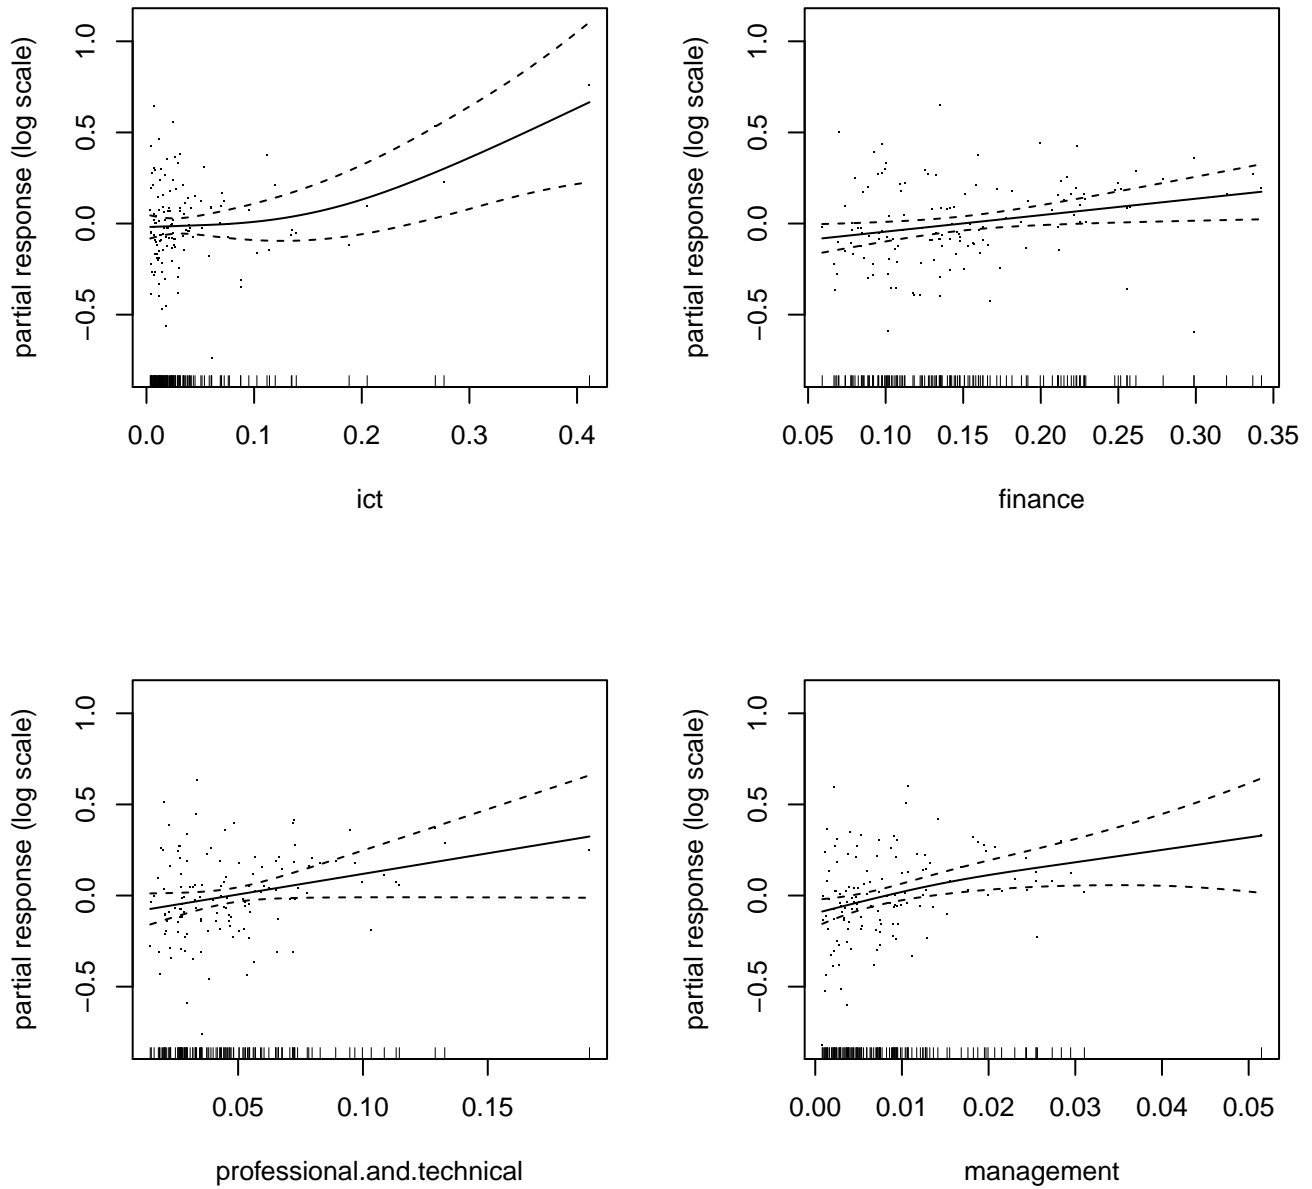 partial response (log scale)
1.0
0.5
0.0
−0.5
0.0 0.1 0.2 0.3 0.4
ict
partial response (log scale)
1.0
0.5
0.0
−0.5
0.05 0.10 0.15 0.20 0.25 0.30 0.35
finance
partial response (log scale)
1.0
0.5
0.0
−0.5
0.05 0.10 0.15
professional.and.technical
partial response (log scale)
1.0
0.5
0.0
−0.5
0.00 0.01 0.02 0.03 0.04 0.05
management